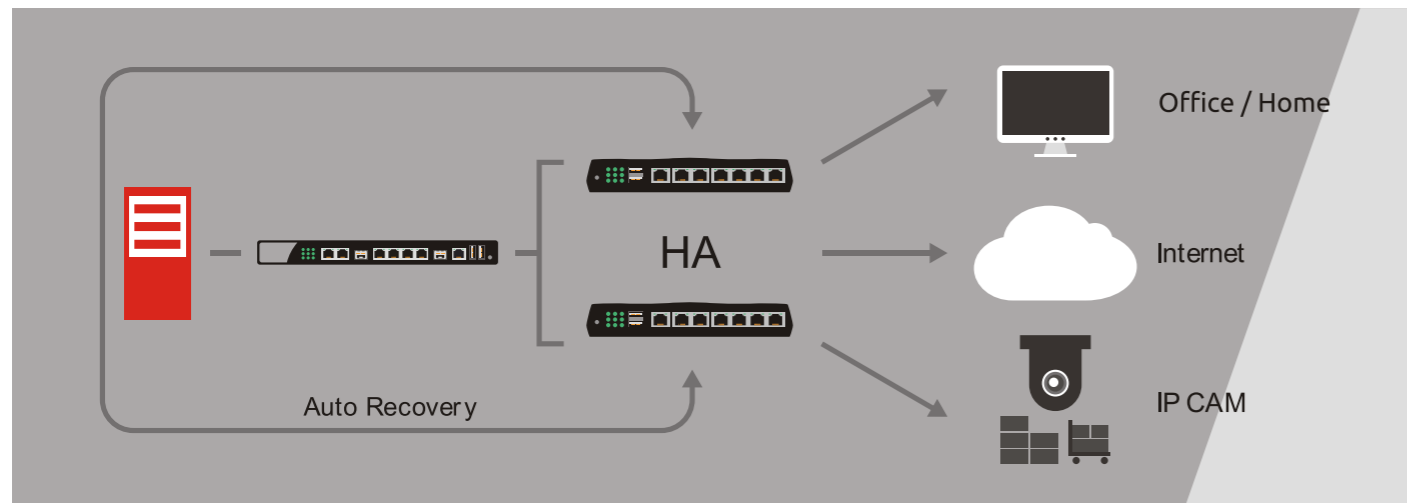 Office / Home
HA
Internet
Auto Recovery
IP CAM